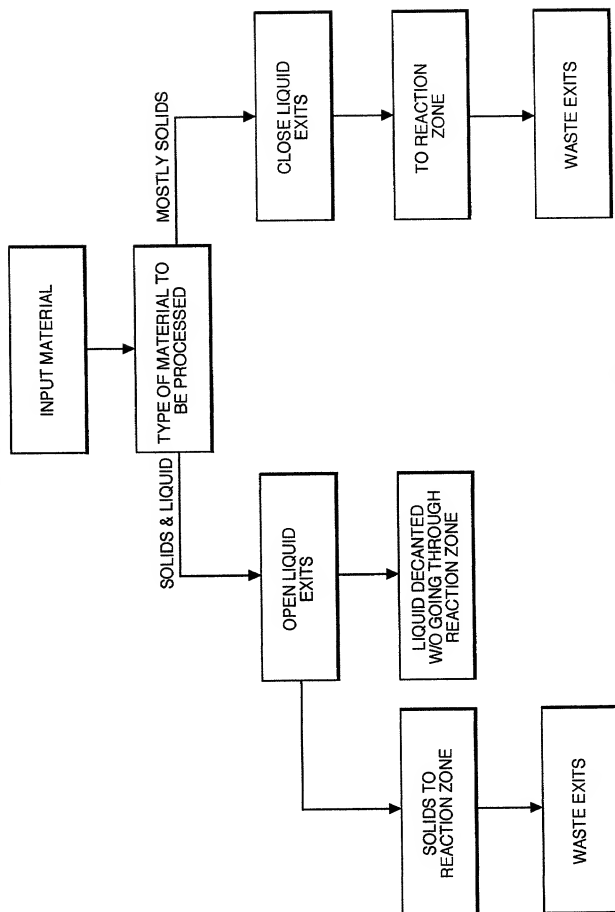 INPUT MATERIAL
TYPE OF MATERIAL TO
BE PROCESSED
SOLIDS & LIQUID
MOSTLY SOLIDS
OPEN LIQUID
EXITS
CLOSE LIQUID
EXITS
SOLIDS TO
REACTION ZONE
LIQUID DECANTED
W/O GOING THROUGH
REACTION ZONE
TO REACTION
ZONE
WASTE EXITS
WASTE EXITS